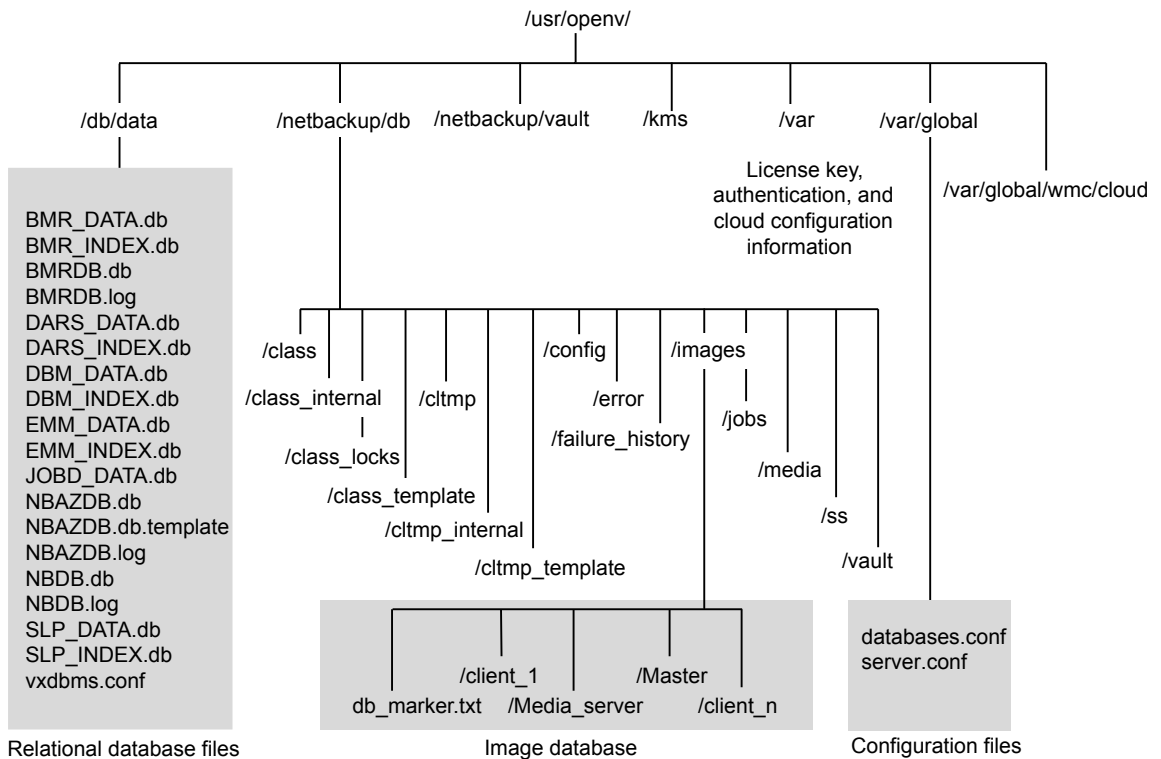 /usr/openv/
/db/data
/netbackup/db
/netbackup/vault
/kms
/var
/var/global
License key,
authentication, and
cloud configuration
information
/var/global/wmc/cloud
BMR_DATA.db
BMR_INDEX.db
BMRDB.db
BMRDB.log
DARS_DATA.db
DARS_INDEX.db
DBM_DATA.db
DBM_INDEX.db
EMM_DATA.db
EMM_INDEX.db
JOBD_DATA.db
NBAZDB.db
NBAZDB.db.template
NBAZDB.log
NBDB.db
NBDB.log
SLP_DATA.db
SLP_INDEX.db
vxdbms.conf
Relational database files
/class
/class_internal
/class_locks
/class_template
/cltmp
/cltmp_internal
/cltmp_template
/config
/error
/failure_history
/images
/jobs
/media
/ss
/vault
db_marker.txt
/client_1
/Media_server
/Master
/client_n
Image database
databases.conf
server.conf
Configuration files